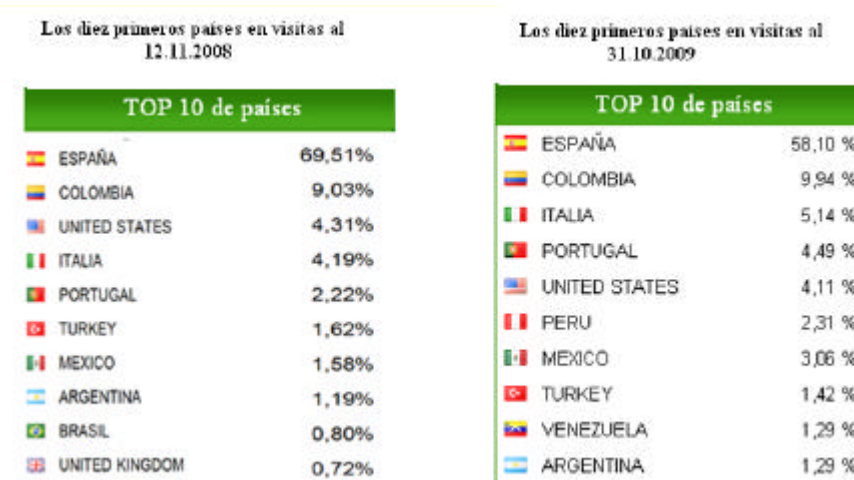 Los diez primeros países en visitas al
12.11.2008
TOP 10 de países
ESPAÑA 69,51%
COLOMBIA 9,03%
UNITED STATES 4,31%
ITALIA 4,19%
PORTUGAL 2,22%
TURKEY 1,62%
MEXICO 1,58%
ARGENTINA 1,19%
BRASIL 0,80%
UNITED KINGDOM 0,72%
Los diez primeros países en visitas al
31.10.2009
TOP 10 de países
ESPAÑA 58,10 %
COLOMBIA 9,94 %
ITALIA 5,14 %
PORTUGAL 4,49 %
UNITED STATES 4,11 %
PERU 2,31 %
MEXICO 3,06 %
TURKEY 1,42 %
VENEZUELA 1,29 %
ARGENTINA 1,29 %